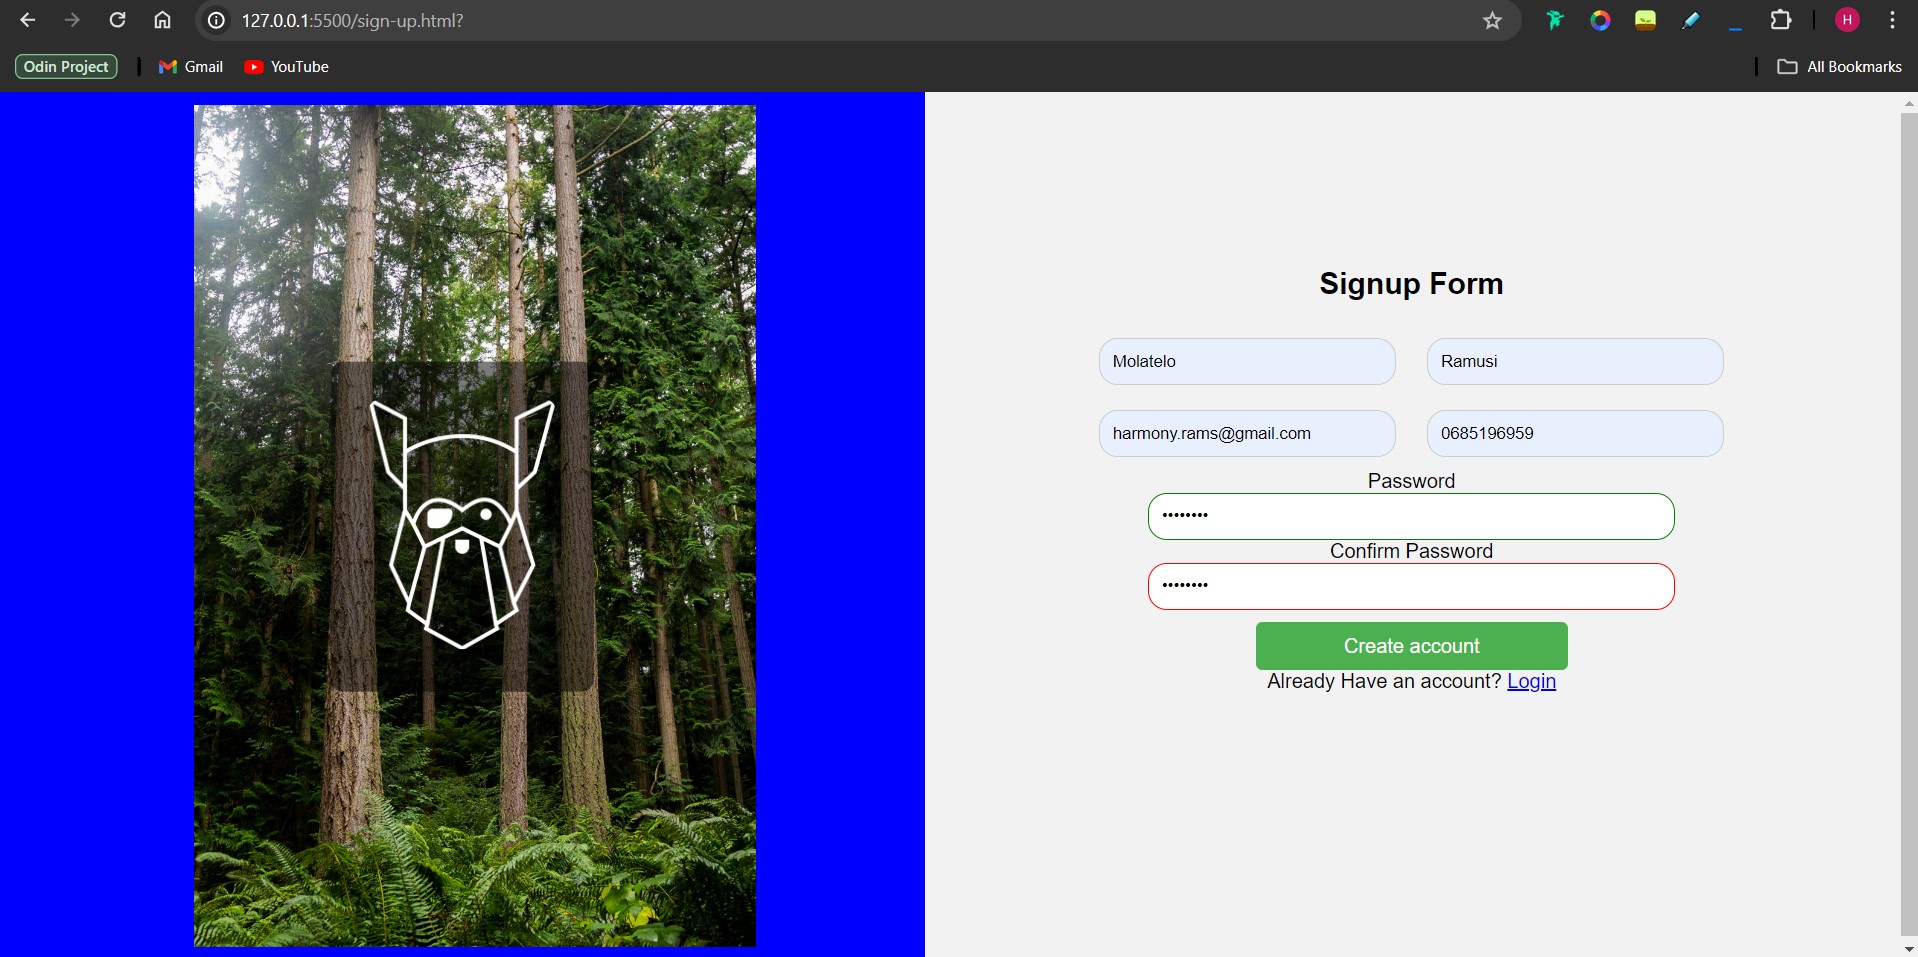 127.0.0.1:5500/sign-up.html?
H
Odin Project
Gmail
YouTube
All Bookmarks
Signup Form
Molatelo
Ramusi
harmony.rams@gmail.com
0685196959
Password
••••••••
Confirm Password
••••••••
Create account
Already Have an account? Login